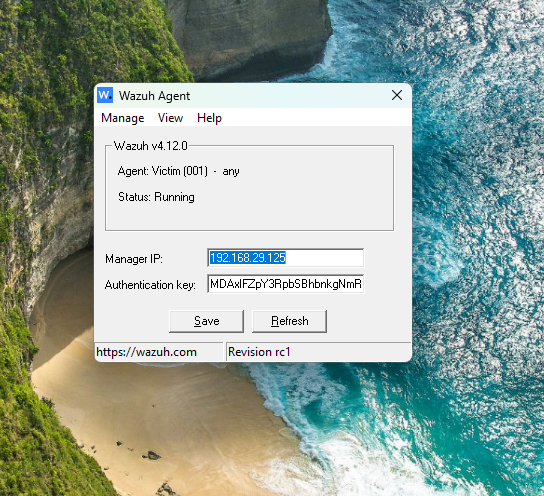 W. Wazuh Agent
Manage View Help
Wazuh v4.12.0
Agent: Victim (001) - any
Status: Running
Manager IP: 192.168.29.125
Authentication key: MDAxIFZpY3RpbSBhbnkgNmR
Save Refresh
https://wazuh.com Revision rc1